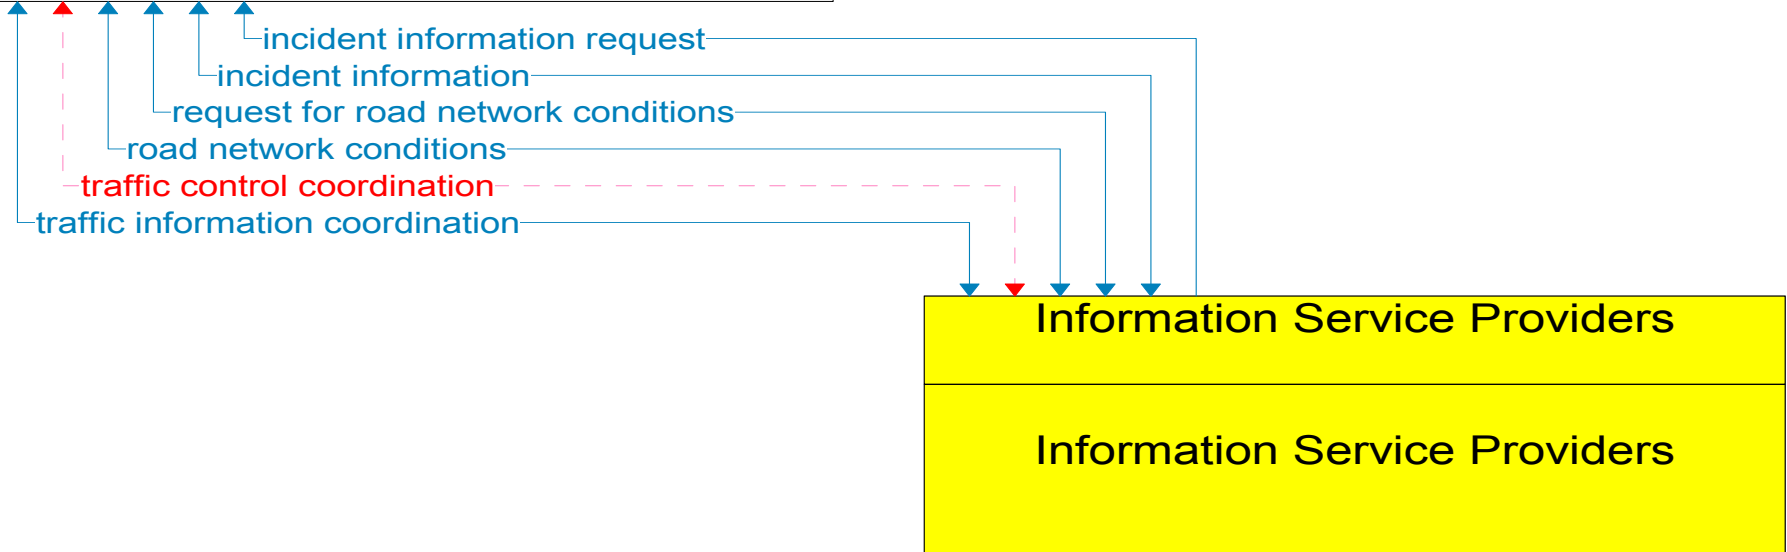 incident information request
incident information
request for road network conditions
road network conditions
traffic control coordination
traffic information coordination
Information Service Providers
Information Service Providers